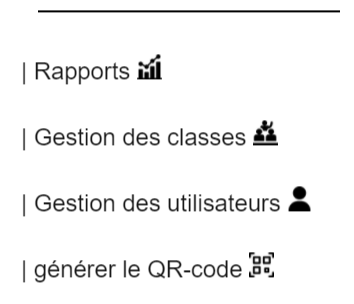 | Rapports
| Gestion des classes
| Gestion des utilisateurs
| générer le QR-code